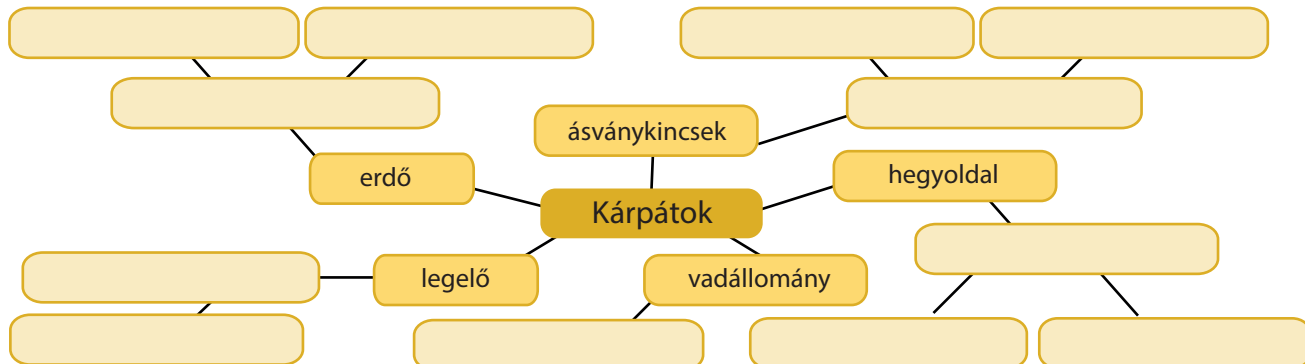 ásványkincsek
erdő
hegyoldal
Kárpátok
legelő
vadállomány